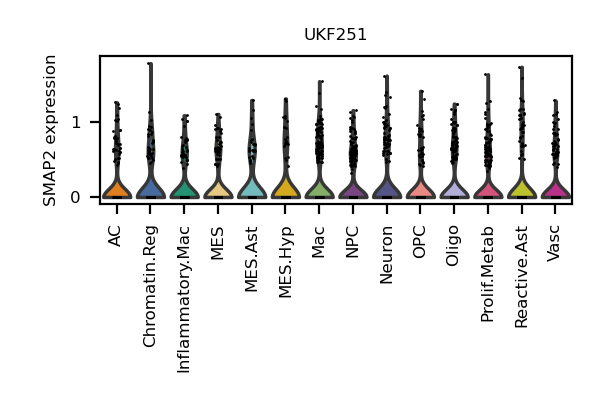 UKF251
SMAP2 expression
1
0
AC
Chromatin.Reg
Inflammatory.Mac
MES
MES.Ast
MES.Hyp
Mac
NPC
Neuron
OPC
Oligo
Prolif.Metab
Reactive.Ast
Vasc